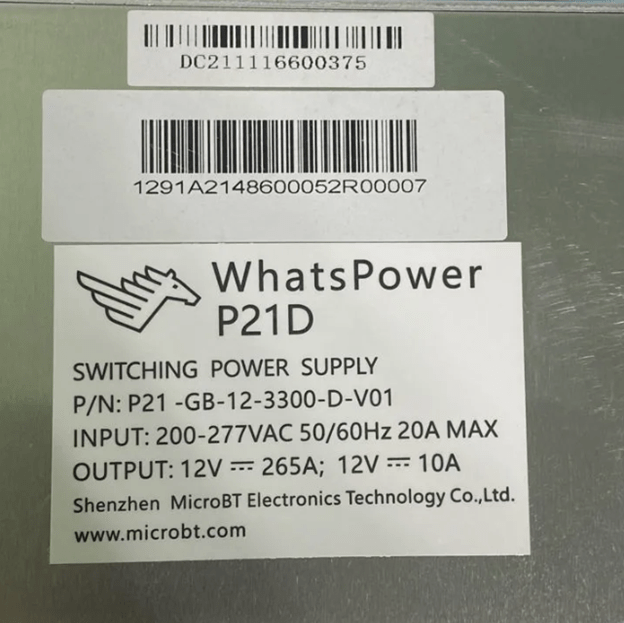 DC211116600375
1291A2148600052R00007
WhatsPower
P21D
SWITCHING POWER SUPPLY
P/N: P21 -GB-12-3300-D-V01
INPUT: 200-277VAC 50/60Hz 20A MAX
OUTPUT: 12V ⎓ 265A; 12V ⎓ 10A
Shenzhen MicroBT Electronics Technology Co.,Ltd.
www.microbt.com